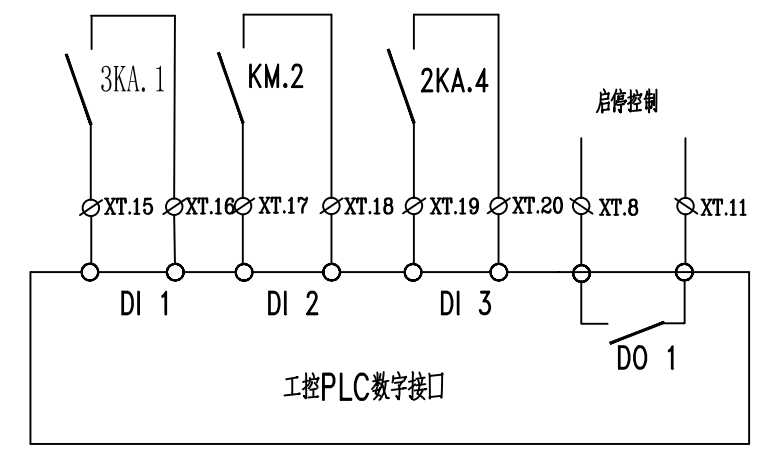 3KA.1 KM.2 2KA.4
启停控制
XT.15 XT.16 XT.17 XT.18 XT.19 XT.20 XT.8 XT.11
DI 1 DI 2 DI 3
DO 1
工控PLC数字接口